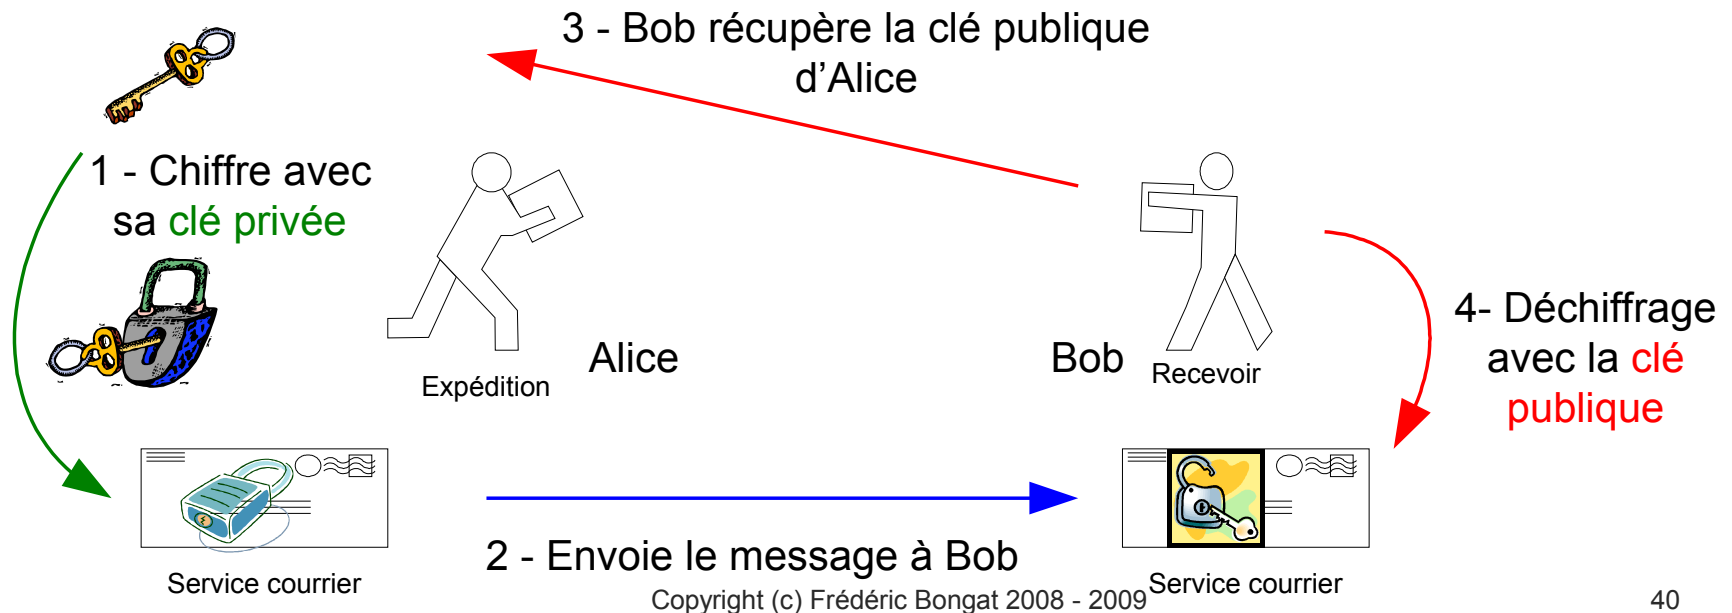 3 - Bob récupère la clé publique
d’Alice
1 - Chiffre avec
sa clé privée
4- Déchiffrage
avec la clé
publique
Alice
Expédition
Bob
Recevoir
2 - Envoie le message à Bob
Service courrier
Service courrier
Copyright (c) Frédéric Bongat 2008 - 2009
40